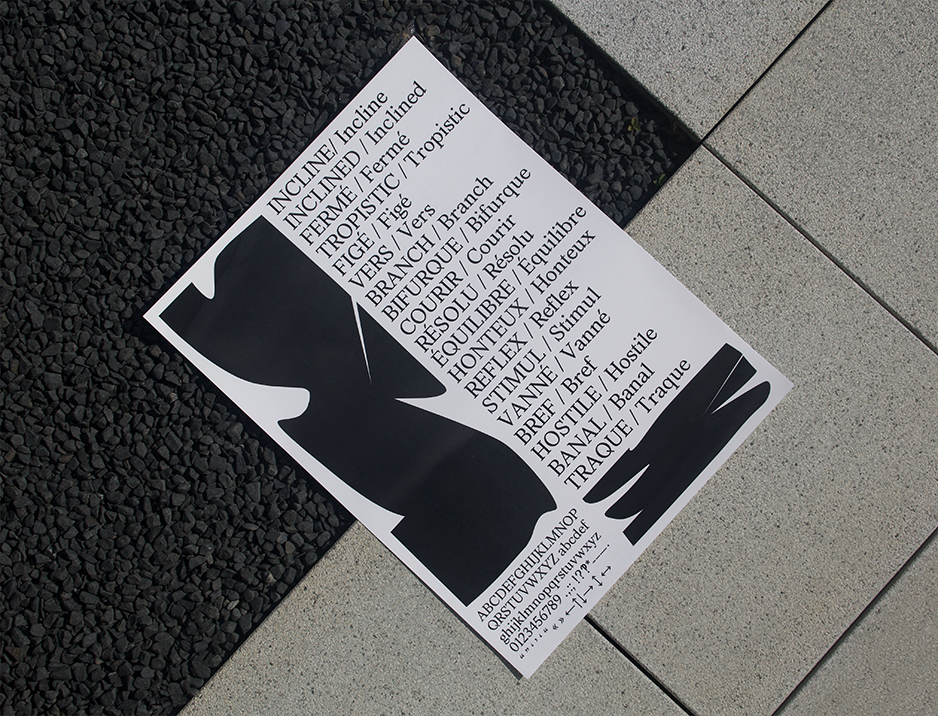 INCLINE/ Incline
INCLINED / Inclined
FERMÉ / Fermé
TROPISTIC / Tropistic
FIGÉ / Figé
VERS / Vers
BRANCH / Branch
BIFURQUE / Bifurque
COURIR / Courir
RÉSOLU / Résolu
ÉQUILIBRE / Équilibre
HONTEUX / Honteux
REFLEX / Reflex
STIMUL / Stimul
VANNÉ / Vanné
BREF / Bref
HOSTILE / Hostile
BANAL / Banal
TRAQUE / Traque
ABCDEFGHIJKLMNOP
QRSTUVWXYZ abcdef
ghijklmnopqrstuvwxyz
0123456789